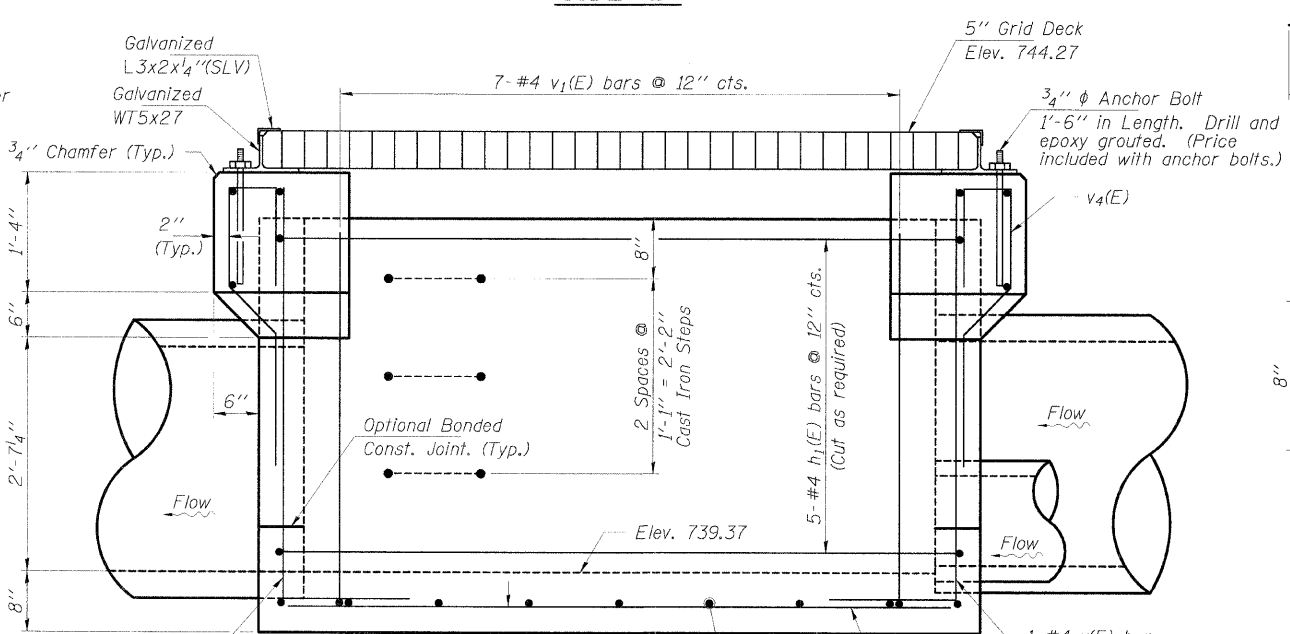 Galvanized
L3x2x1/4"(SLV)
Galvanized
WT5x27
3/4" Chamfer (Typ.)
7-#4 v1(E) bars @ 12" cts.
5" Grid Deck
Elev. 744.27
3/4" ϕ Anchor Bolt
1'-6" in Length. Drill and
epoxy grouted. (Price
included with anchor bolts.)
v4(E)
2"
(Typ.)
1'-4"
6"
2'-7 1/4"
8"
6"
8"
2 Spaces @
1'-1" = 2'-2"
Cast Iron Steps
5-#4 h1(E) bars @ 12" cts.
(Cut as required)
Optional Bonded
Const. Joint. (Typ.)
Flow
Elev. 739.37
Flow
Flow
8"